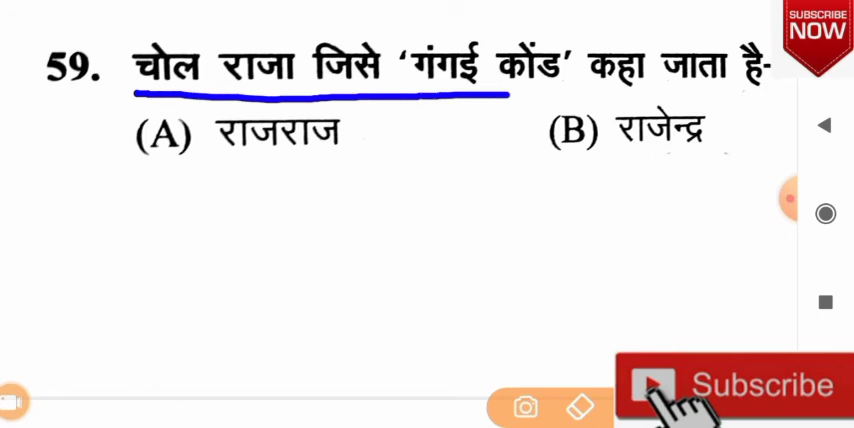 SUBSCRIBE
NOW
59. चोल राजा जिसे ‘गंगई कोंड’ कहा जाता है-
(A) राजराज (B) राजेन्द्र
Subscribe